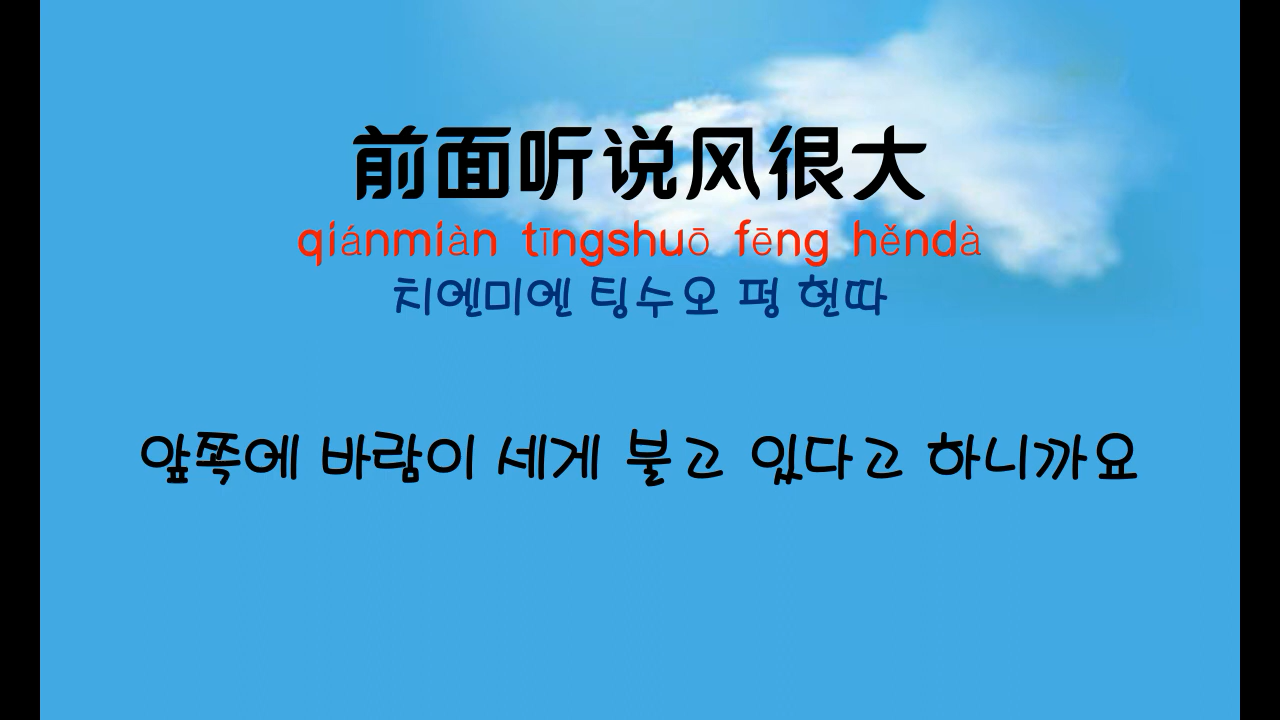 前面听说风很大
qiánmiàn tīngshuō fēng hěndà
치엔미엔 팅수오 펑 헌따
앞쪽에 바람이 세게 불고 있다고 하니까요